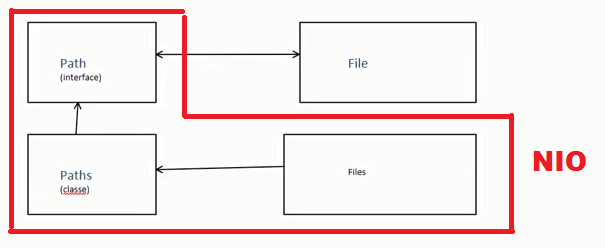 Path
(interface)
File
Paths
(classe)
Files
NIO